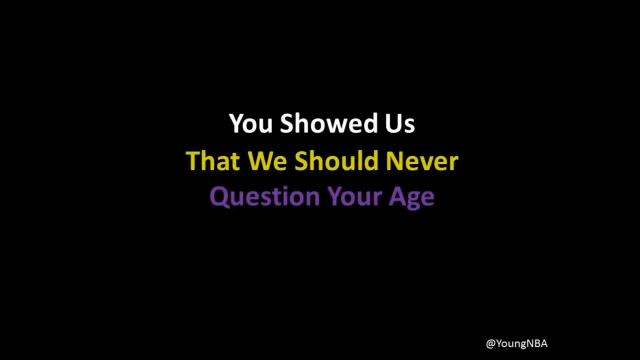 You Showed Us
That We Should Never
Question Your Age
@YoungNBA